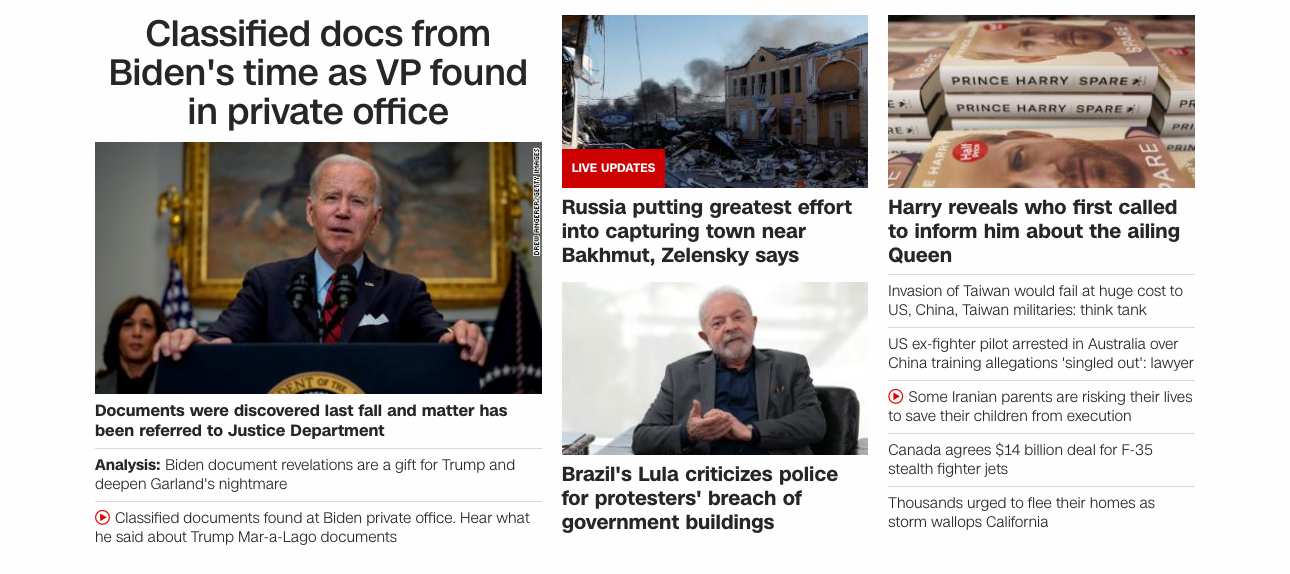 Classified docs from
Biden's time as VP found
in private office
DREW ANGERER/GETTY IMAGES
DENT OF THE
Documents were discovered last fall and matter has
been referred to Justice Department
Analysis: Biden document revelations are a gift for Trump and
deepen Garland's nightmare
Classified documents found at Biden private office. Hear what
he said about Trump Mar-a-Lago documents
LIVE UPDATES
Russia putting greatest effort
into capturing town near
Bakhmut, Zelensky says
Brazil's Lula criticizes police
for protesters' breach of
government buildings
SPARE
PRINCE HARRY SPARE
PRINCE HARRY SPARE
HARRY
Half
Price
SPARE
Harry reveals who first called
to inform him about the ailing
Queen
Invasion of Taiwan would fail at huge cost to
US, China, Taiwan militaries: think tank
US ex-fighter pilot arrested in Australia over
China training allegations 'singled out': lawyer
Some Iranian parents are risking their lives
to save their children from execution
Canada agrees $14 billion deal for F-35
stealth fighter jets
Thousands urged to flee their homes as
storm wallops California